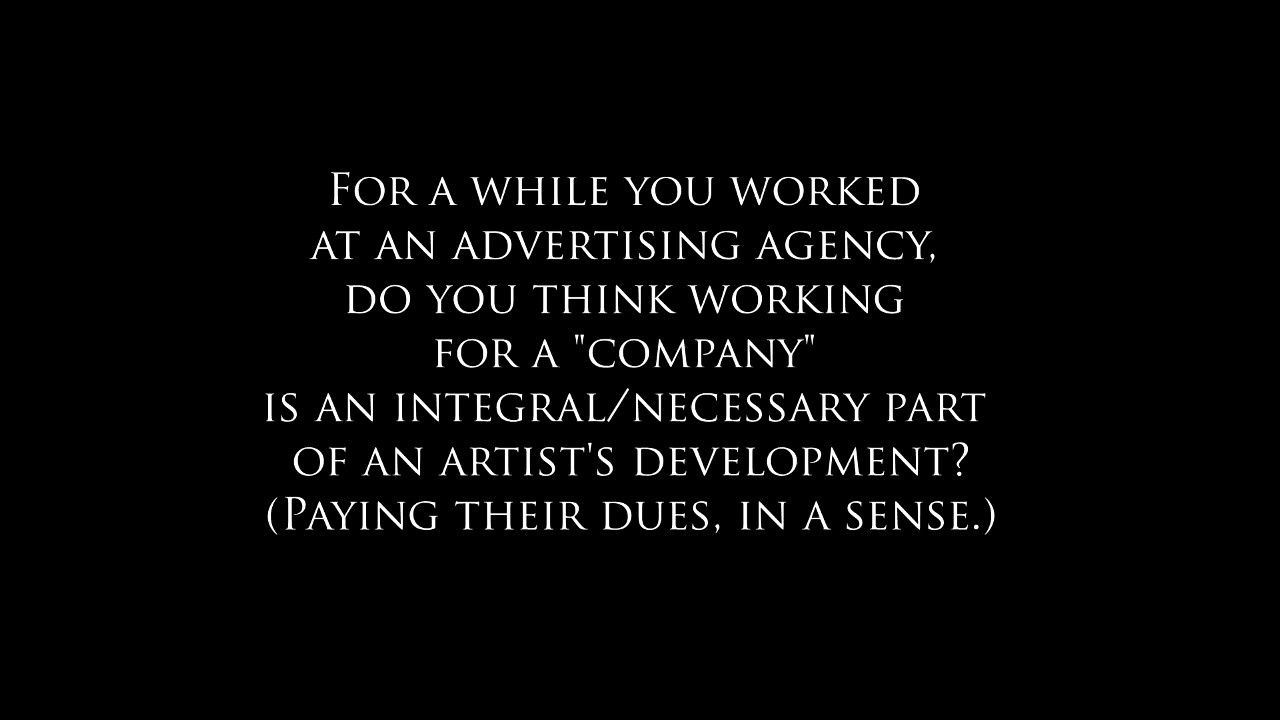 For a while you worked
at an advertising agency,
do you think working
for a "company"
is an integral/necessary part
of an artist's development?
(Paying their dues, in a sense.)